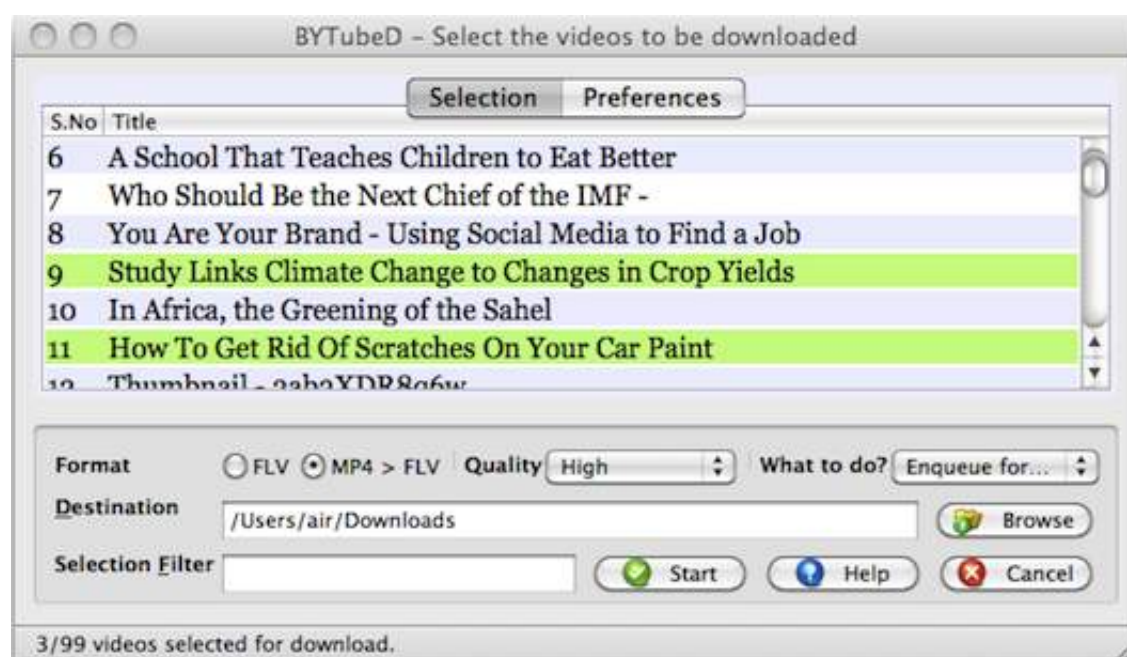 BYTubeD – Select the videos to be downloaded
Selection Preferences
S.No Title
6 A School That Teaches Children to Eat Better
7 Who Should Be the Next Chief of the IMF -
8 You Are Your Brand - Using Social Media to Find a Job
9 Study Links Climate Change to Changes in Crop Yields
10 In Africa, the Greening of the Sahel
11 How To Get Rid Of Scratches On Your Car Paint
12 Thumbnail -
Format FLV MP4 > FLV Quality High What to do? Enqueue for...
Destination /Users/air/Downloads Browse
Selection Filter Start Help Cancel
3/99 videos selected for download.